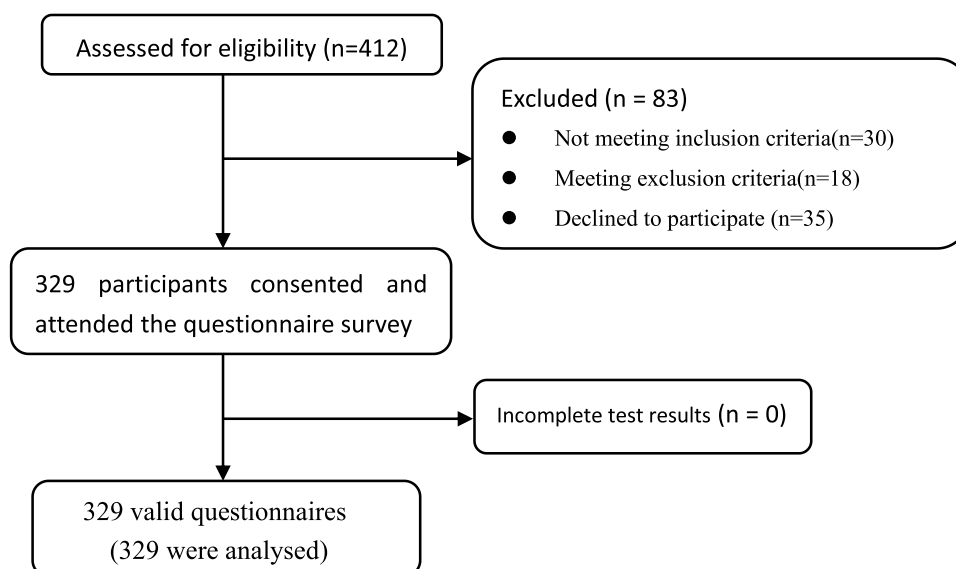 Assessed for eligibility (n=412)
Excluded (n = 83)
● Not meeting inclusion criteria(n=30)
● Meeting exclusion criteria(n=18)
● Declined to participate (n=35)
329 participants consented and
attended the questionnaire survey
Incomplete test results (n = 0)
329 valid questionnaires
(329 were analysed)